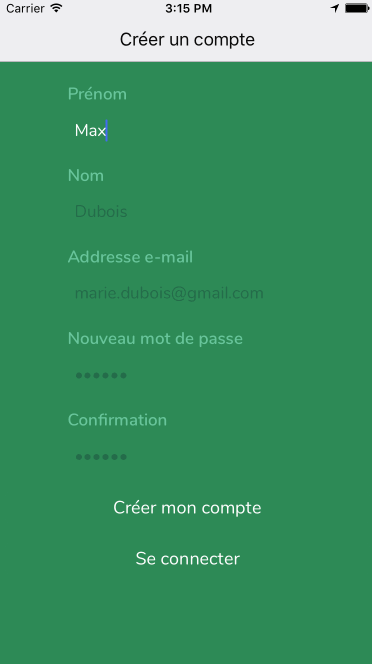 Carrier 3:15 PM
Créer un compte
Prénom
Max
Nom
Dubois
Addresse e-mail
marie.dubois@gmail.com
Nouveau mot de passe
••••••
Confirmation
••••••
Créer mon compte
Se connecter